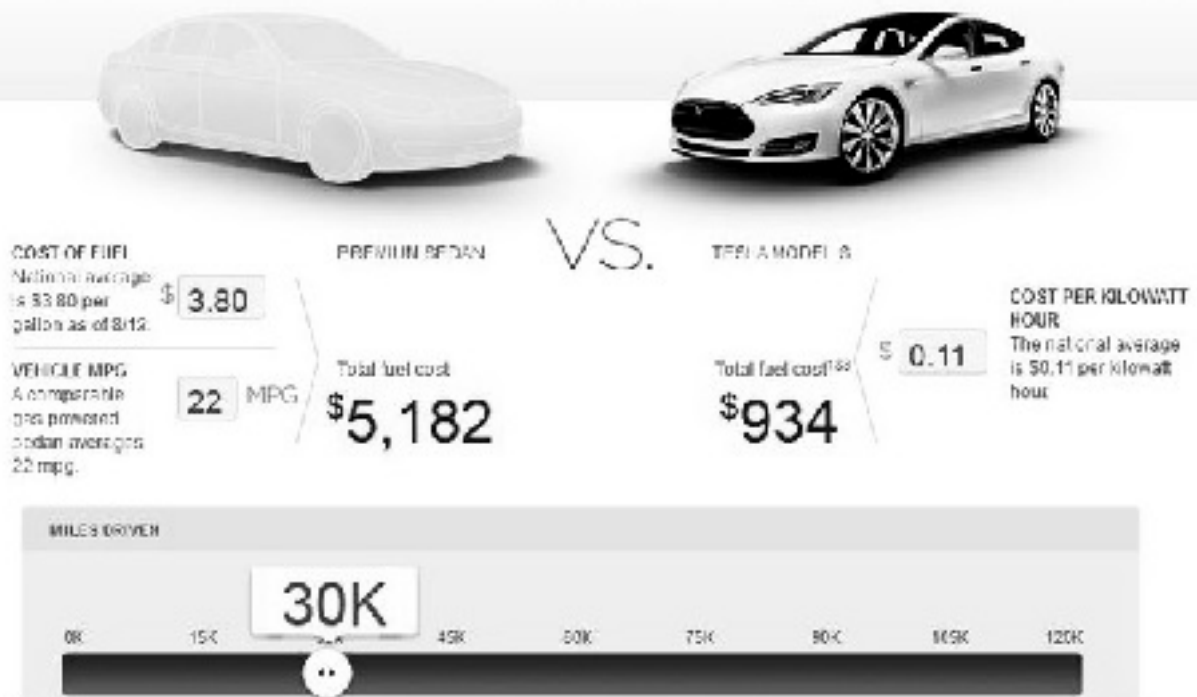 VS.
COST OF FUEL
National average
is $3.80 per
gallon as of 8/12.
$ 3.80
VEHICLE MPG
A comparable
gas powered
sedan averages
22 mpg.
22 MPG
PREMIUM SEDAN
Total fuel cost
$5,182
TESLA MODEL S
Total fuel cost
$934
$ 0.11
COST PER KILOWATT
HOUR
The national average
is $0.11 per kilowatt
hour
MILES DRIVEN
30K
0K 15K 45K 60K 75K 90K 105K 120K